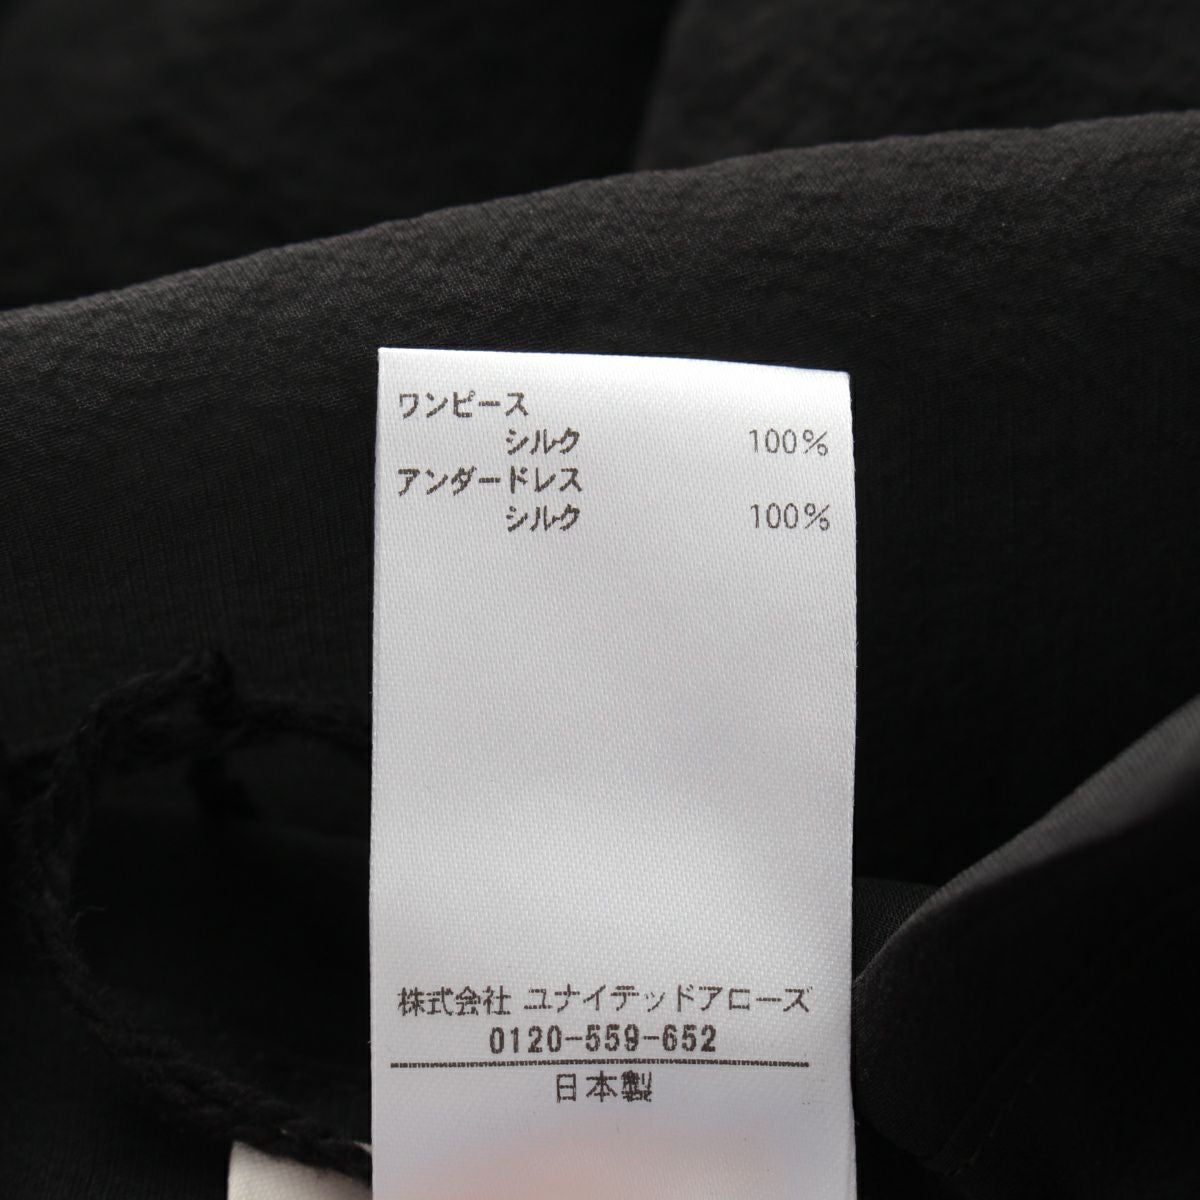 ワンピース
シルク 100%
アンダードレス
シルク 100%
株式会社 ユナイテッドアローズ
0120-559-652
日本製